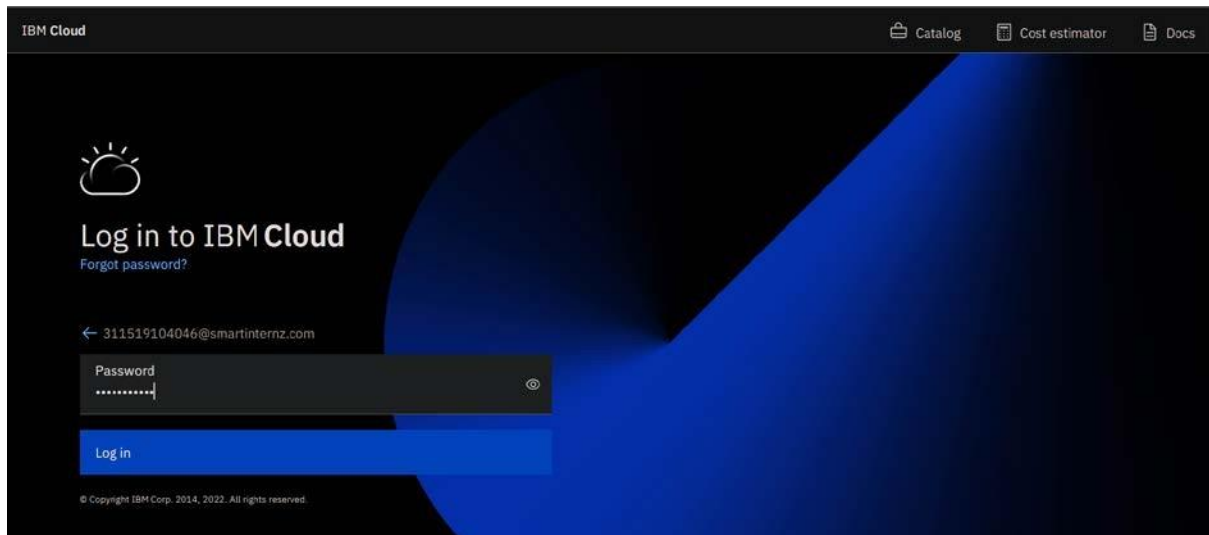 IBM Cloud
Catalog
Cost estimator
Docs
Log in to IBM Cloud
Forgot password?
← 311519104046@smartinternz.com
Password
•••••••••••
Log in
© Copyright IBM Corp. 2014, 2022. All rights reserved.